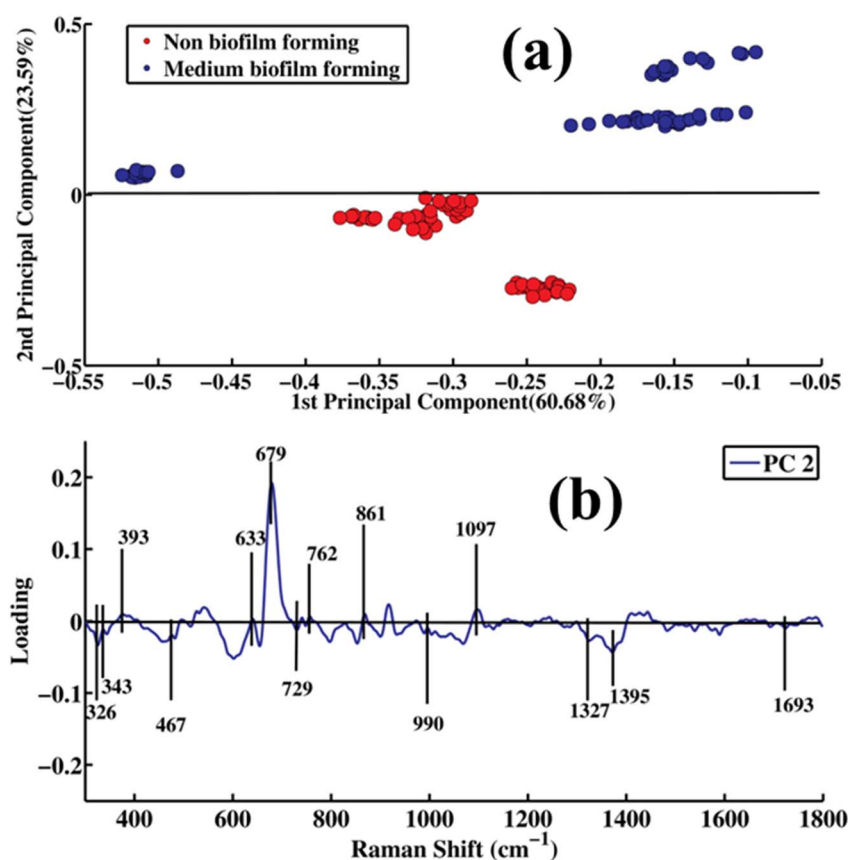 0.5
Non biofilm forming
Medium biofilm forming
(a)
2nd Principal Component(23.59%)
0
−0.5
−0.55 −0.5 −0.45 −0.4 −0.35 −0.3 −0.25 −0.2 −0.15 −0.1 −0.05
1st Principal Component(60.68%)
679
PC 2
(b)
0.2
861
1097
393
633
762
0.1
Loading
0
343
729
326
467
990
1327
1395
1693
−0.1
−0.2
400 600 800 1000 1200 1400 1600 1800
Raman Shift (cm⁻¹)